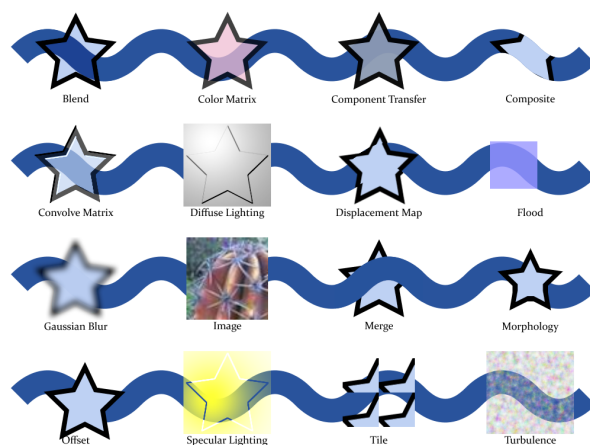 Blend
Color Matrix
Component Transfer
Composite
Convolve Matrix
Diffuse Lighting
Displacement Map
Flood
Gaussian Blur
Image
Merge
Morphology
Offset
Specular Lighting
Tile
Turbulence